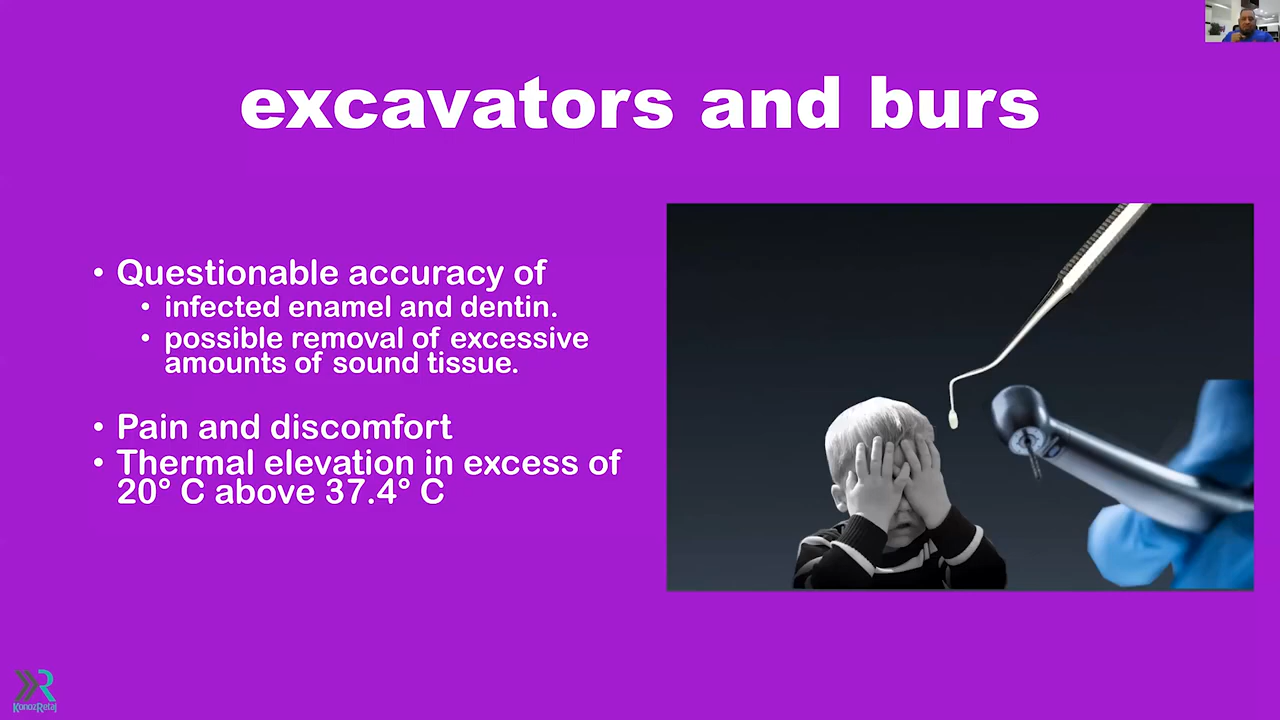 excavators and burs
• Questionable accuracy of
• infected enamel and dentin.
• possible removal of excessive
amounts of sound tissue.
• Pain and discomfort
• Thermal elevation in excess of
20° C above 37.4° C
KonozRetaj